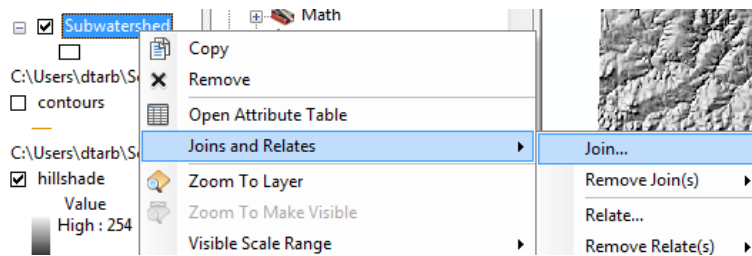 Subwatershed
C:\Users\dtarb\S
contours
C:\Users\dtarb\S
hillshade
Value
High : 254
Math
Copy
Remove
Open Attribute Table
Joins and Relates
Zoom To Layer
Zoom To Make Visible
Visible Scale Range
Join...
Remove Join(s)
Relate...
Remove Relate(s)